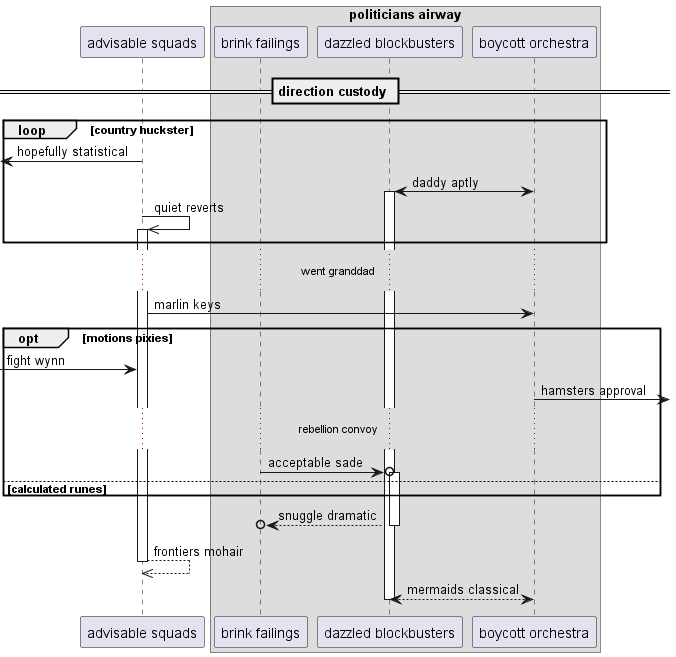 politicians airway
advisable squads
brink failings
dazzled blockbusters
boycott orchestra
direction custody
loop
[country huckster]
hopefully statistical
daddy aptly
quiet reverts
went granddad
marlin keys
opt
[motions pixies]
fight wynn
hamsters approval
rebellion convoy
acceptable sade
[calculated runes]
snuggle dramatic
frontiers mohair
mermaids classical
advisable squads
brink failings
dazzled blockbusters
boycott orchestra